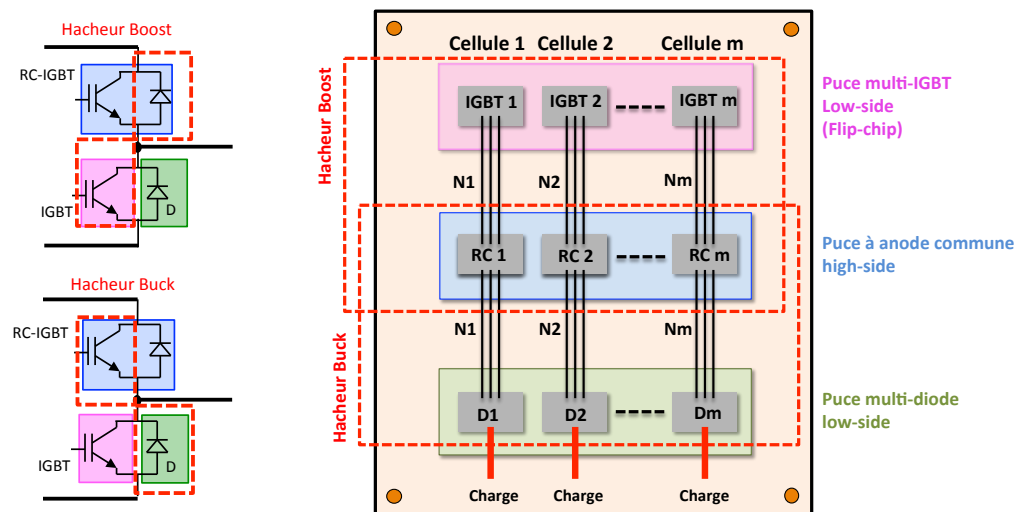 Hacheur Boost
RC-IGBT
IGBT
D
Hacheur Buck
RC-IGBT
IGBT
D
Cellule 1
Cellule 2
Cellule m
Hacheur Boost
IGBT 1
IGBT 2
IGBT m
N1
N2
Nm
RC 1
RC 2
RC m
Hacheur Buck
N1
N2
Nm
D1
D2
Dm
Charge
Charge
Charge
Puce multi-IGBT
Low-side
(Flip-chip)
Puce à anode commune
high-side
Puce multi-diode
low-side